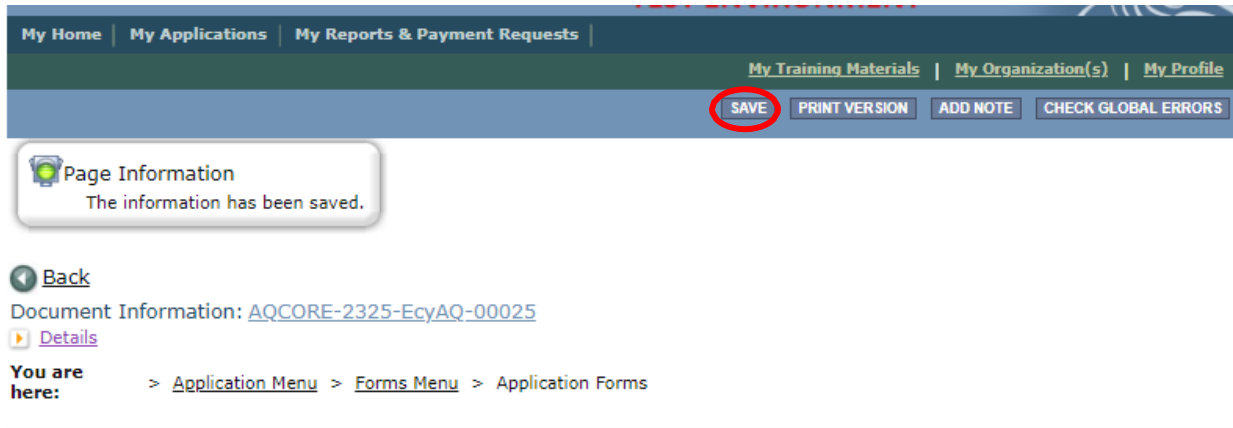 TEST ENVIRONMENT
My Home | My Applications | My Reports & Payment Requests |
My Training Materials | My Organization(s) | My Profile
SAVE PRINT VERSION ADD NOTE CHECK GLOBAL ERRORS
Page Information
The information has been saved.
Back
Document Information: AQCORE-2325-EcyAQ-00025
Details
You are here: > Application Menu > Forms Menu > Application Forms